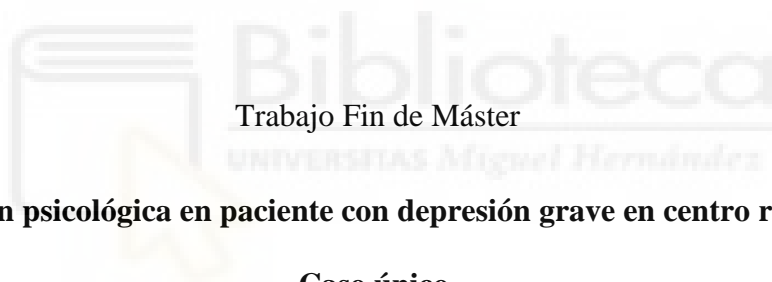 Biblioteca
Trabajo Fin de Máster
UNIVERSITAS Miguel Hernández
n psicológica en paciente con depresión grave en centro r
Caso único